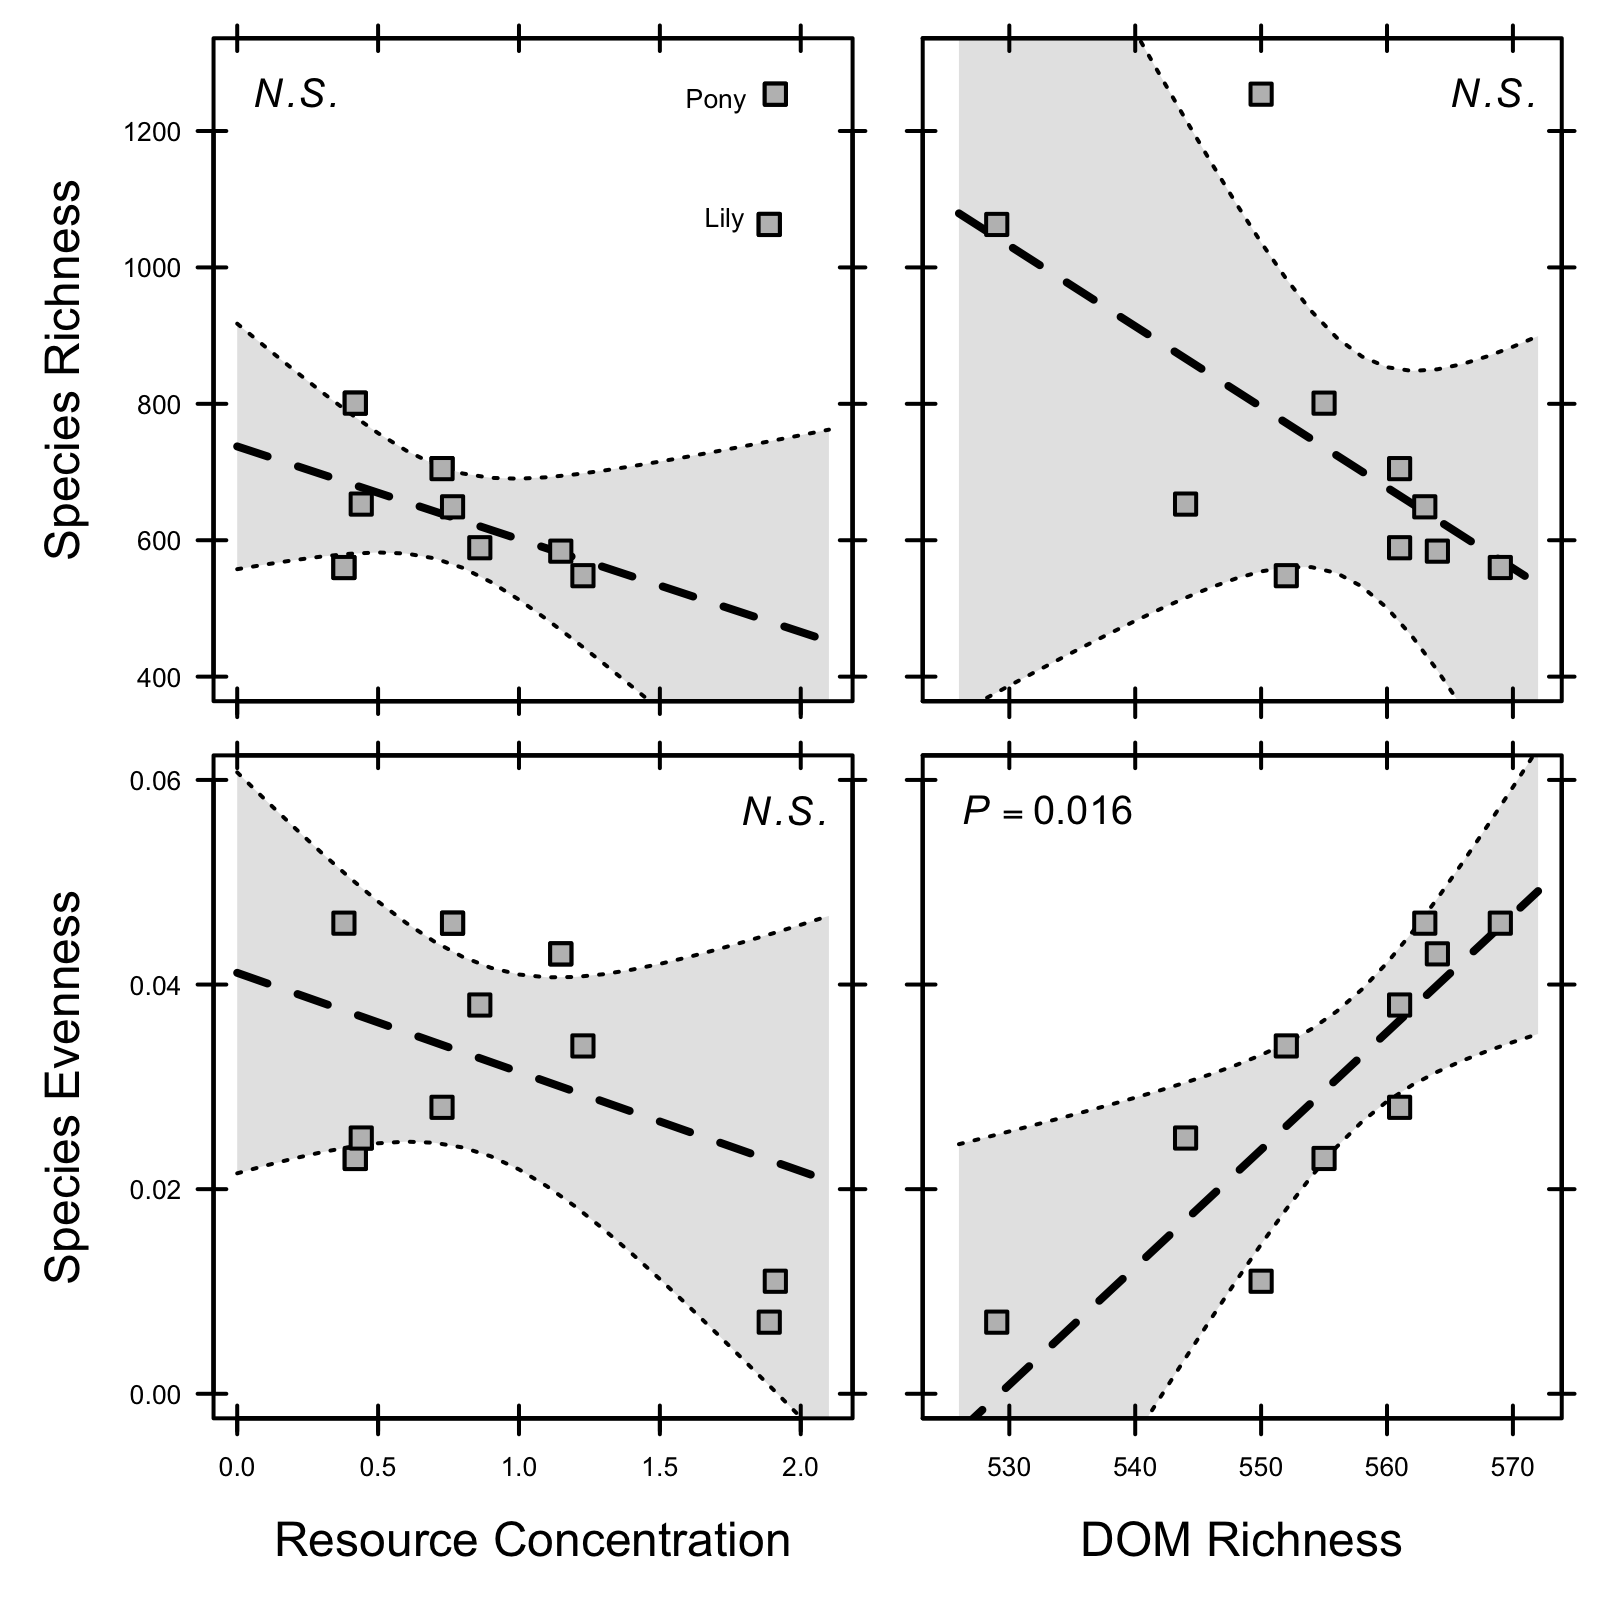 N.S.
Pony
Lily
N.S.
1200
1000
800
600
400
Species Richness
N.S.
P = 0.016
0.06
0.04
0.02
0.00
Species Evenness
0.0 0.5 1.0 1.5 2.0
530 540 550 560 570
Resource Concentration
DOM Richness